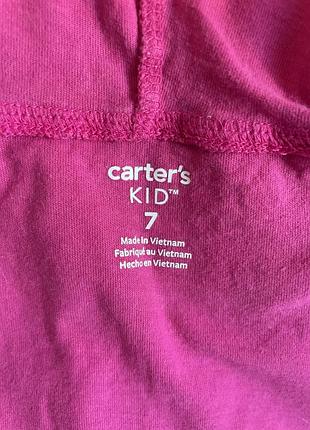 carter's
KID™
7
Made in Vietnam
Fabriqué au Vietnam
Hecho en Vietnam